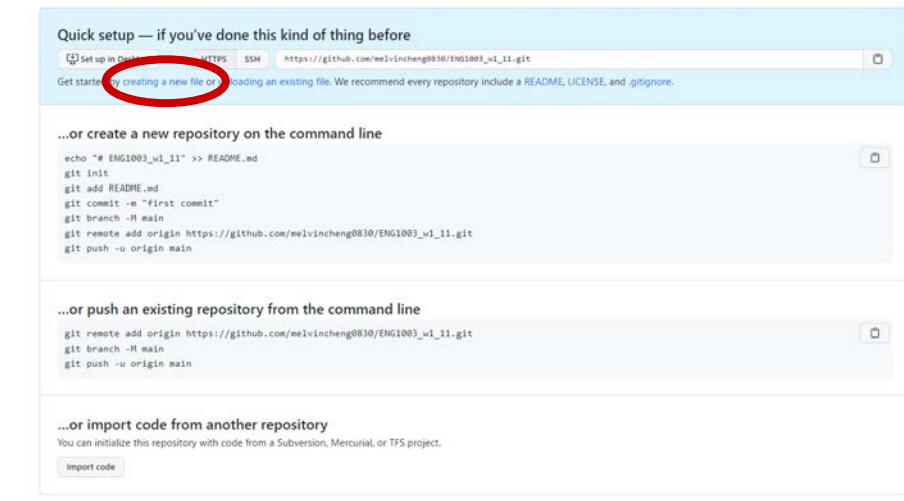 Quick setup — if you've done this kind of thing before
Set up in HTTPS SSH https://github.com/melvincheng0830/ENG1003_w1_11.git
Get started by creating a new file or uploading an existing file. We recommend every repository include a README, LICENSE, and .gitignore.
...or create a new repository on the command line
echo "# ENG1003_w1_11" >> README.md
git init
git add README.md
git commit -m "first commit"
git branch -M main
git remote add origin https://github.com/melvincheng0830/ENG1003_w1_11.git
git push -u origin main
...or push an existing repository from the command line
git remote add origin https://github.com/melvincheng0830/ENG1003_w1_11.git
git branch -M main
git push -u origin main
...or import code from another repository
You can initialize this repository with code from a Subversion, Mercurial, or TFS project.
Import code